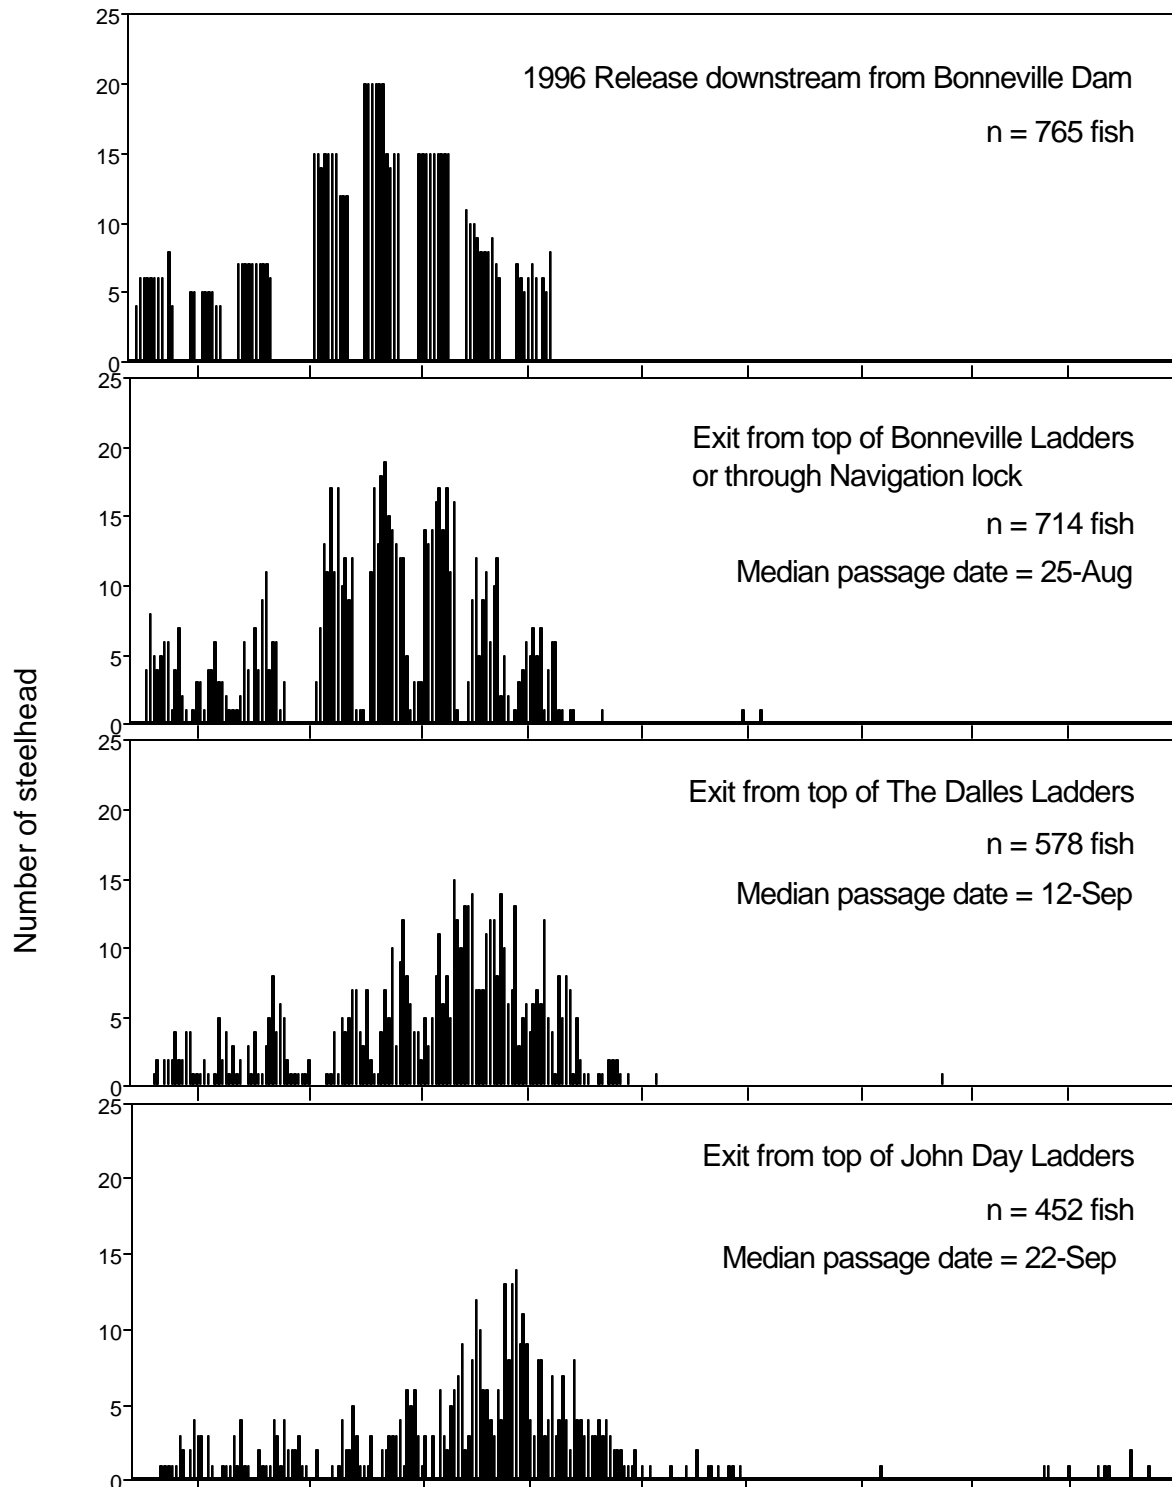 Number of steelhead
25
20
15
10
5
0
1996 Release downstream from Bonneville Dam
n = 765 fish
25
20
15
10
5
0
Exit from top of Bonneville Ladders
or through Navigation lock
n = 714 fish
Median passage date = 25-Aug
25
20
15
10
5
0
Exit from top of The Dalles Ladders
n = 578 fish
Median passage date = 12-Sep
25
20
15
10
5
0
Exit from top of John Day Ladders
n = 452 fish
Median passage date = 22-Sep